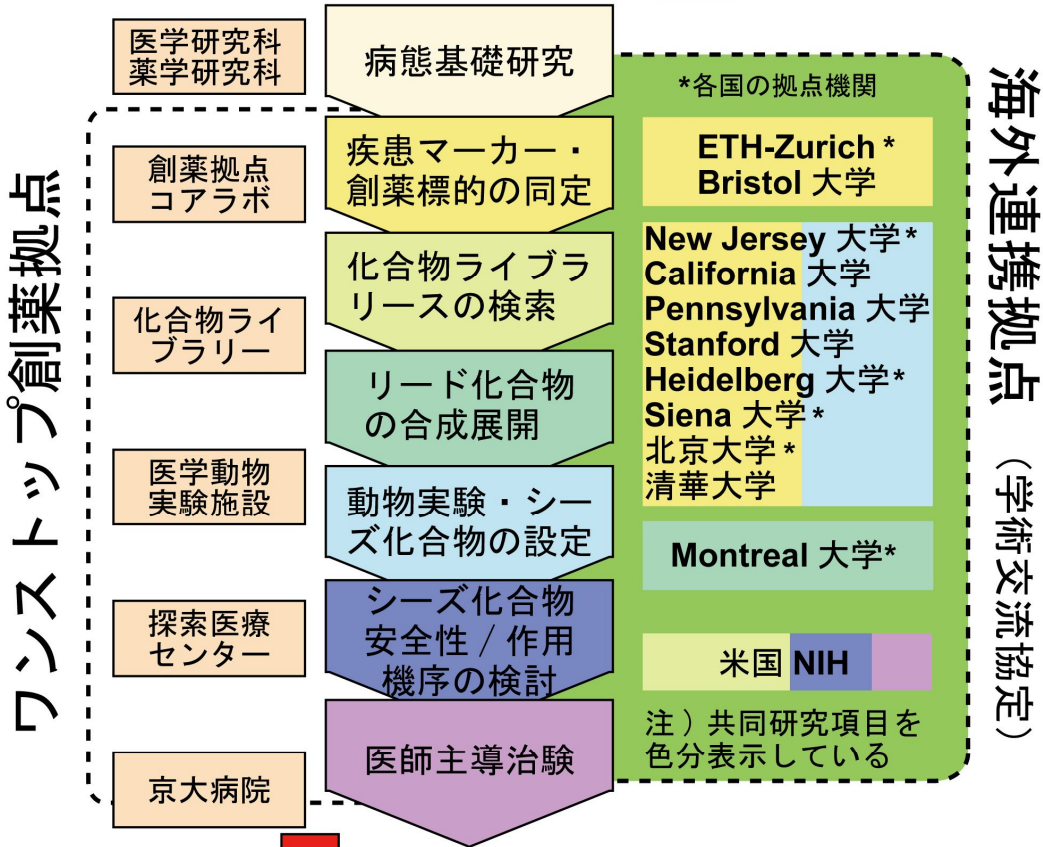 ワンストップ創薬拠点
医学研究科
薬学研究科
創薬拠点
コアラボ
化合物ライ
ブラリー
医学動物
実験施設
探索医療
センター
京大病院
病態基礎研究
疾患マーカー・
創薬標的の同定
化合物ライブラ
リースの検索
リード化合物
の合成展開
動物実験・シー
ズ化合物の設定
シーズ化合物
安全性 / 作用
機序の検討
医師主導治験
*各国の拠点機関
ETH-Zurich *
Bristol 大学
New Jersey 大学*
California 大学
Pennsylvania 大学
Stanford 大学
Heidelberg 大学*
Siena 大学*
北京大学*
清華大学
Montreal 大学*
米国 NIH
注）共同研究項目を
色分表示している
海外連携拠点
（学術交流協定）